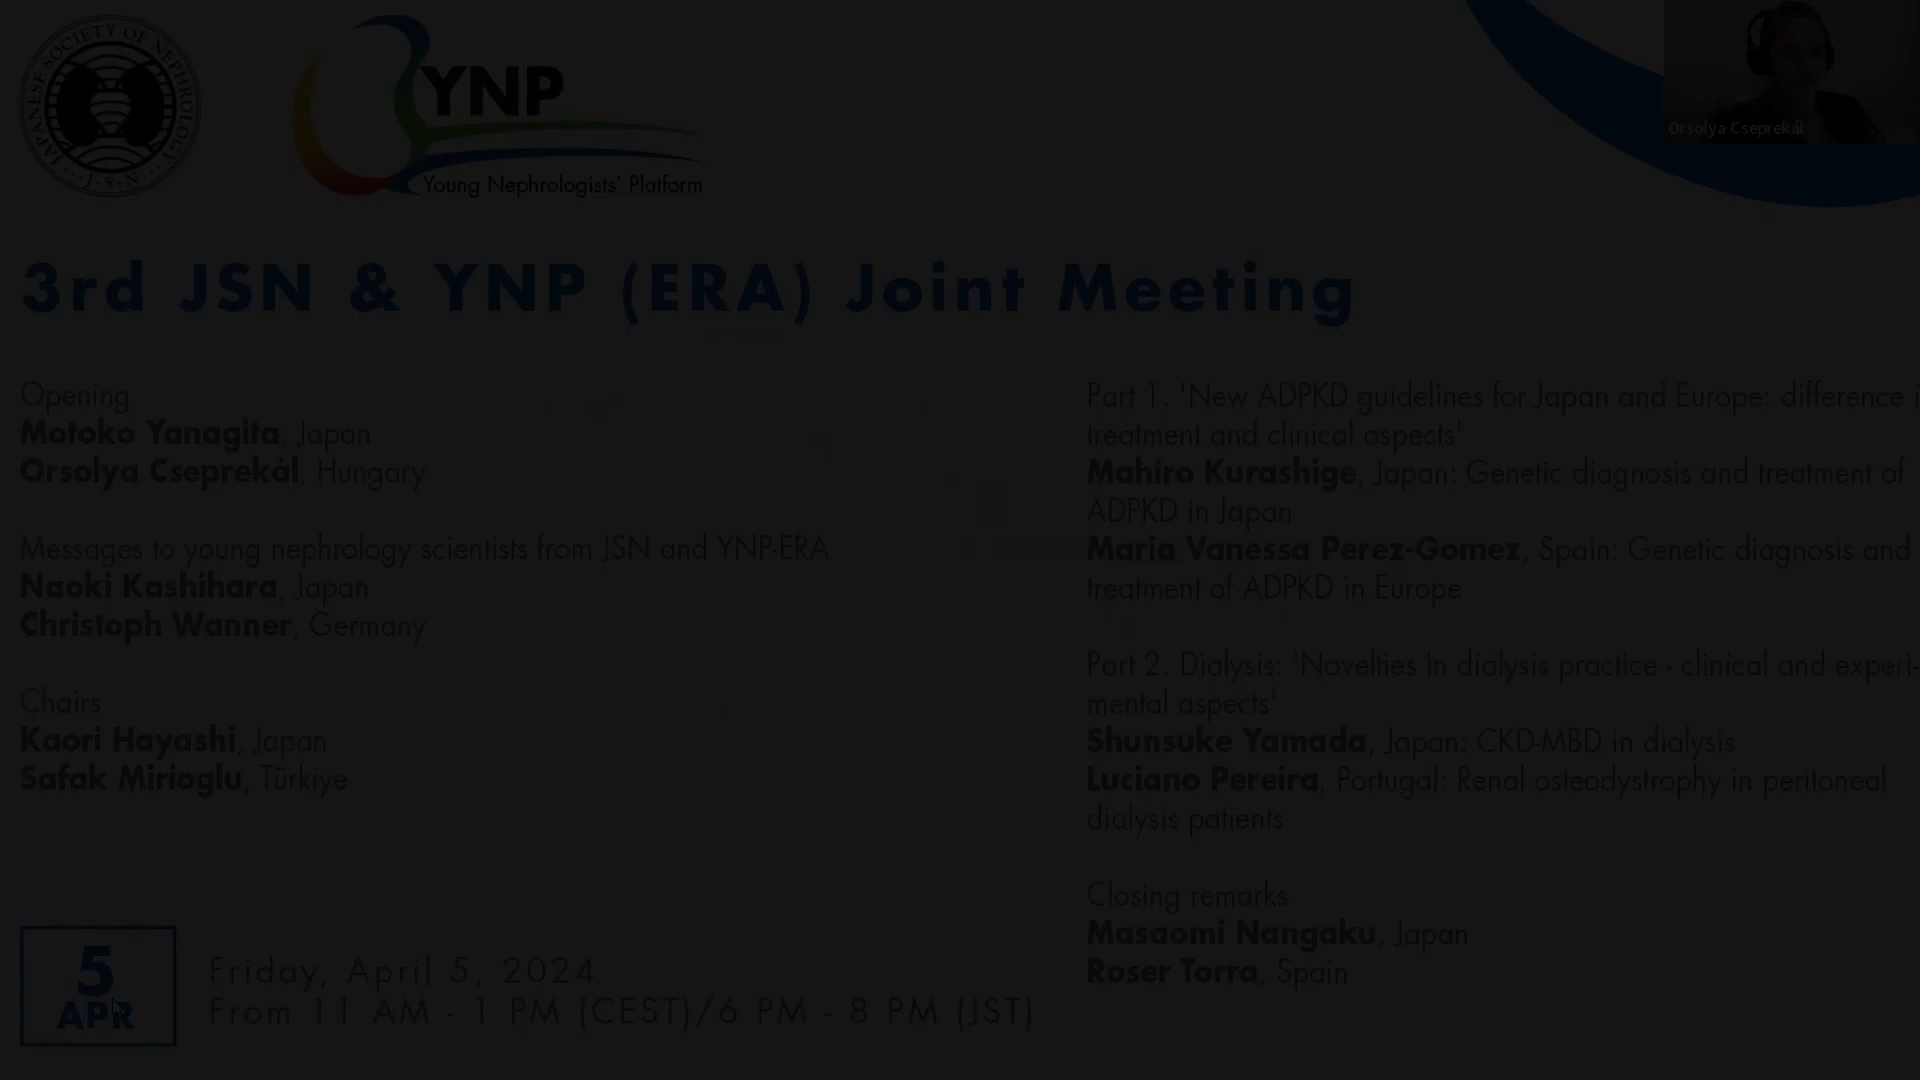 JAPANESE SOCIETY OF NEPHROLOGY
J·S·N
YNP
Young Nephrologists' Platform
Orsolya Cseprekál
3rd JSN & YNP (ERA) Joint Meeting
Opening
Motoko Yanagita, Japan
Orsolya Cseprekál, Hungary
Messages to young nephrology scientists from JSN and YNP-ERA
Naoki Kashihara, Japan
Christoph Wanner, Germany
Chairs
Kaori Hayashi, Japan
Safak Mirioglu, Türkiye
5
APR
Friday, April 5, 2024
From 11 AM - 1 PM (CEST)/6 PM - 8 PM (JST)
Part 1. 'New ADPKD guidelines for Japan and Europe: difference
treatment and clinical aspects'
Mahiro Kurashige, Japan: Genetic diagnosis and treatment of
ADPKD in Japan
Maria Vanessa Perez-Gomez, Spain: Genetic diagnosis and
treatment of ADPKD in Europe
Part 2. Dialysis: 'Novelties in dialysis practice - clinical and experi-
mental aspects'
Shunsuke Yamada, Japan: CKD-MBD in dialysis
Luciano Pereira, Portugal: Renal osteodystrophy in peritoneal
dialysis patients
Closing remarks
Masaomi Nangaku, Japan
Roser Torra, Spain